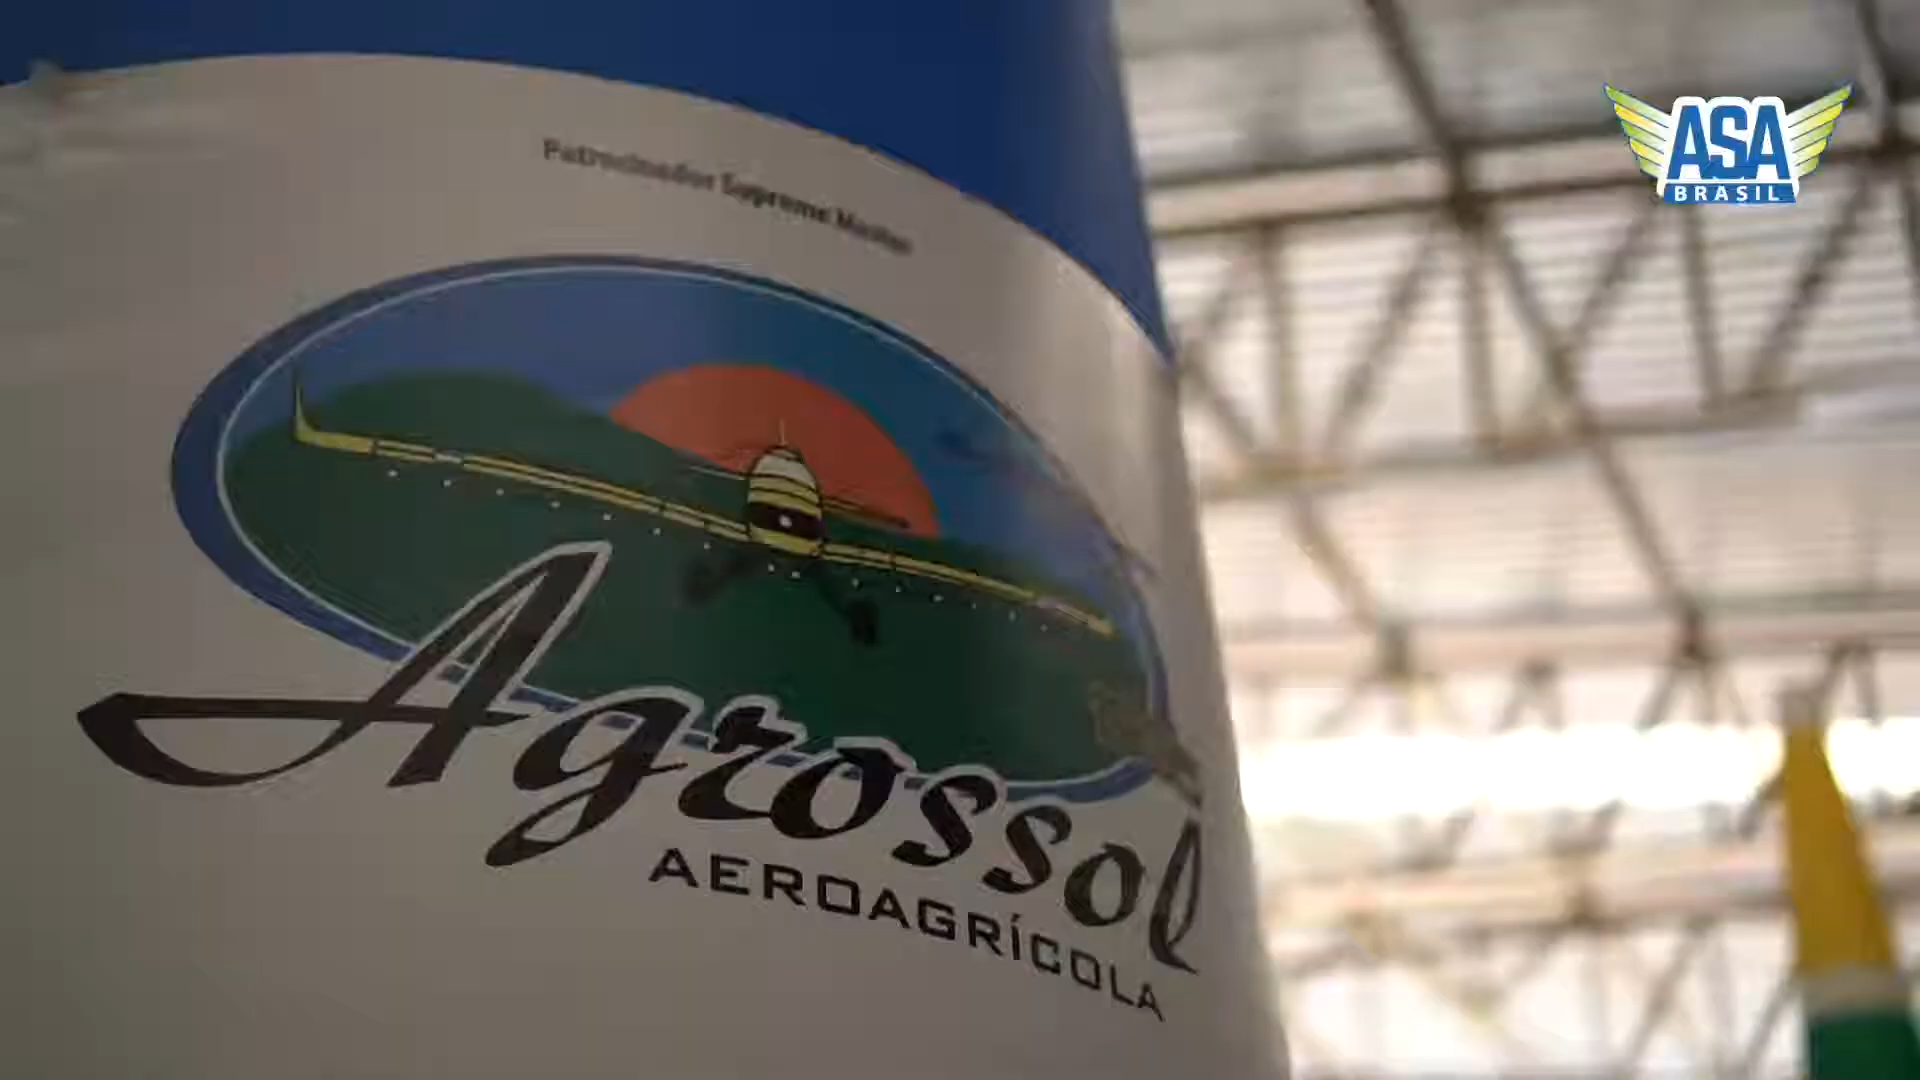 ASA
BRASIL
Patrocinador Supreme Master
Agrossol
AEROAGRÍCOLA